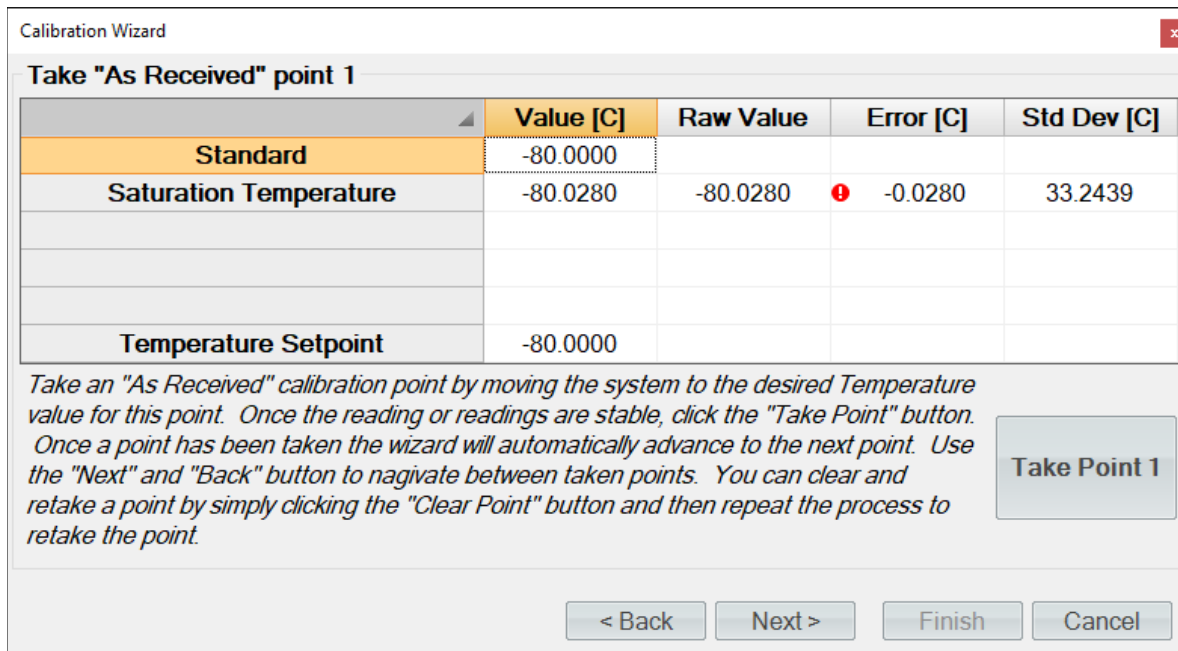 Calibration Wizard
x
Take "As Received" point 1
Value [C] Raw Value Error [C] Std Dev [C]
Standard -80.0000
Saturation Temperature -80.0280 -80.0280 ! -0.0280 33.2439
Temperature Setpoint -80.0000
Take an "As Received" calibration point by moving the system to the desired Temperature
value for this point. Once the reading or readings are stable, click the "Take Point" button.
Once a point has been taken the wizard will automatically advance to the next point. Use
the "Next" and "Back" button to nagivate between taken points. You can clear and
retake a point by simply clicking the "Clear Point" button and then repeat the process to
retake the point.
Take Point 1
< Back Next > Finish Cancel